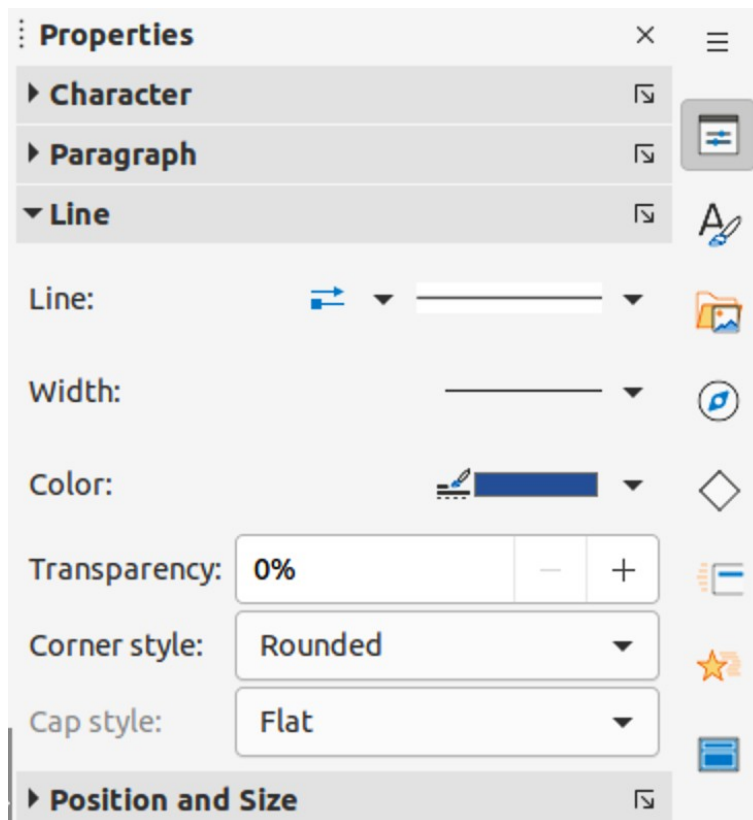 Properties
Character
Paragraph
Line
Line:
Width:
Color:
Transparency: 0%
Corner style: Rounded
Cap style: Flat
Position and Size